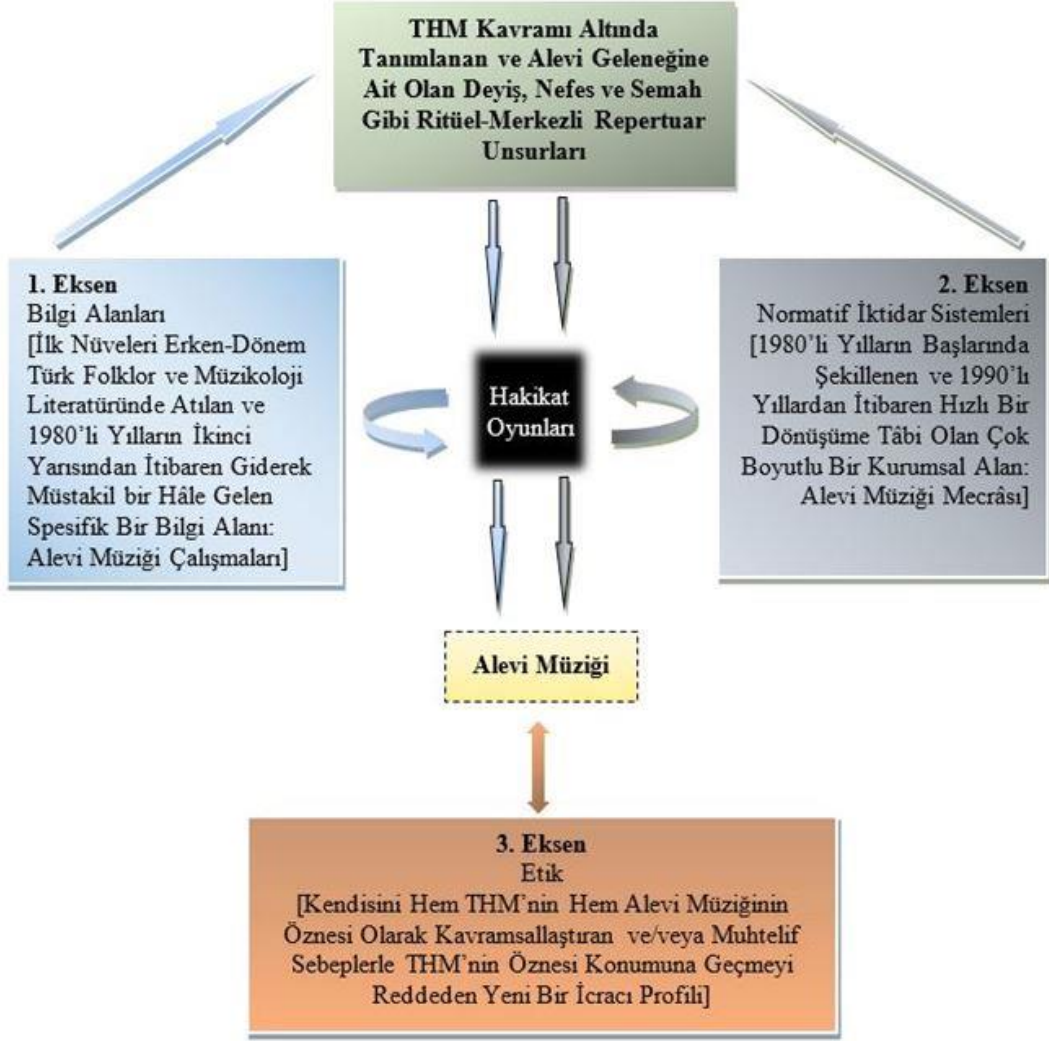 THM Kavramı Altında
Tanımlanan ve Alevi Geleneğine
Ait Olan Deyiş, Nefes ve Semah
Gibi Ritüel-Merkezli Repertuar
Unsurları
1. Eksen
Bilgi Alanları
[İlk Nüveleri Erken-Dönem
Türk Folklor ve Müzikoloji
Literatüründe Atılan ve
1980’li Yılların İkinci
Yarısından İtibaren Giderek
Müstakil bir Hâle Gelen
Spesifik Bir Bilgi Alanı:
Alevi Müziği Çalışmaları]
Hakikat
Oyunları
2. Eksen
Normatif İktidar Sistemleri
[1980’li Yılların Başlarında
Şekillenen ve 1990’lı
Yıllardan İtibaren Hızlı Bir
Dönüşüme Tâbi Olan Çok
Boyutlu Bir Kurumsal Alan:
Alevi Müziği Mecrâsı]
Alevi Müziği
3. Eksen
Etik
[Kendisini Hem THM’nin Hem Alevi Müziğinin
Öznesi Olarak Kavramsallaştıran ve/veya Muhtelif
Sebeplerle THM’nin Öznesi Konumuna Geçmeyi
Reddeden Yeni Bir İcracı Profili]